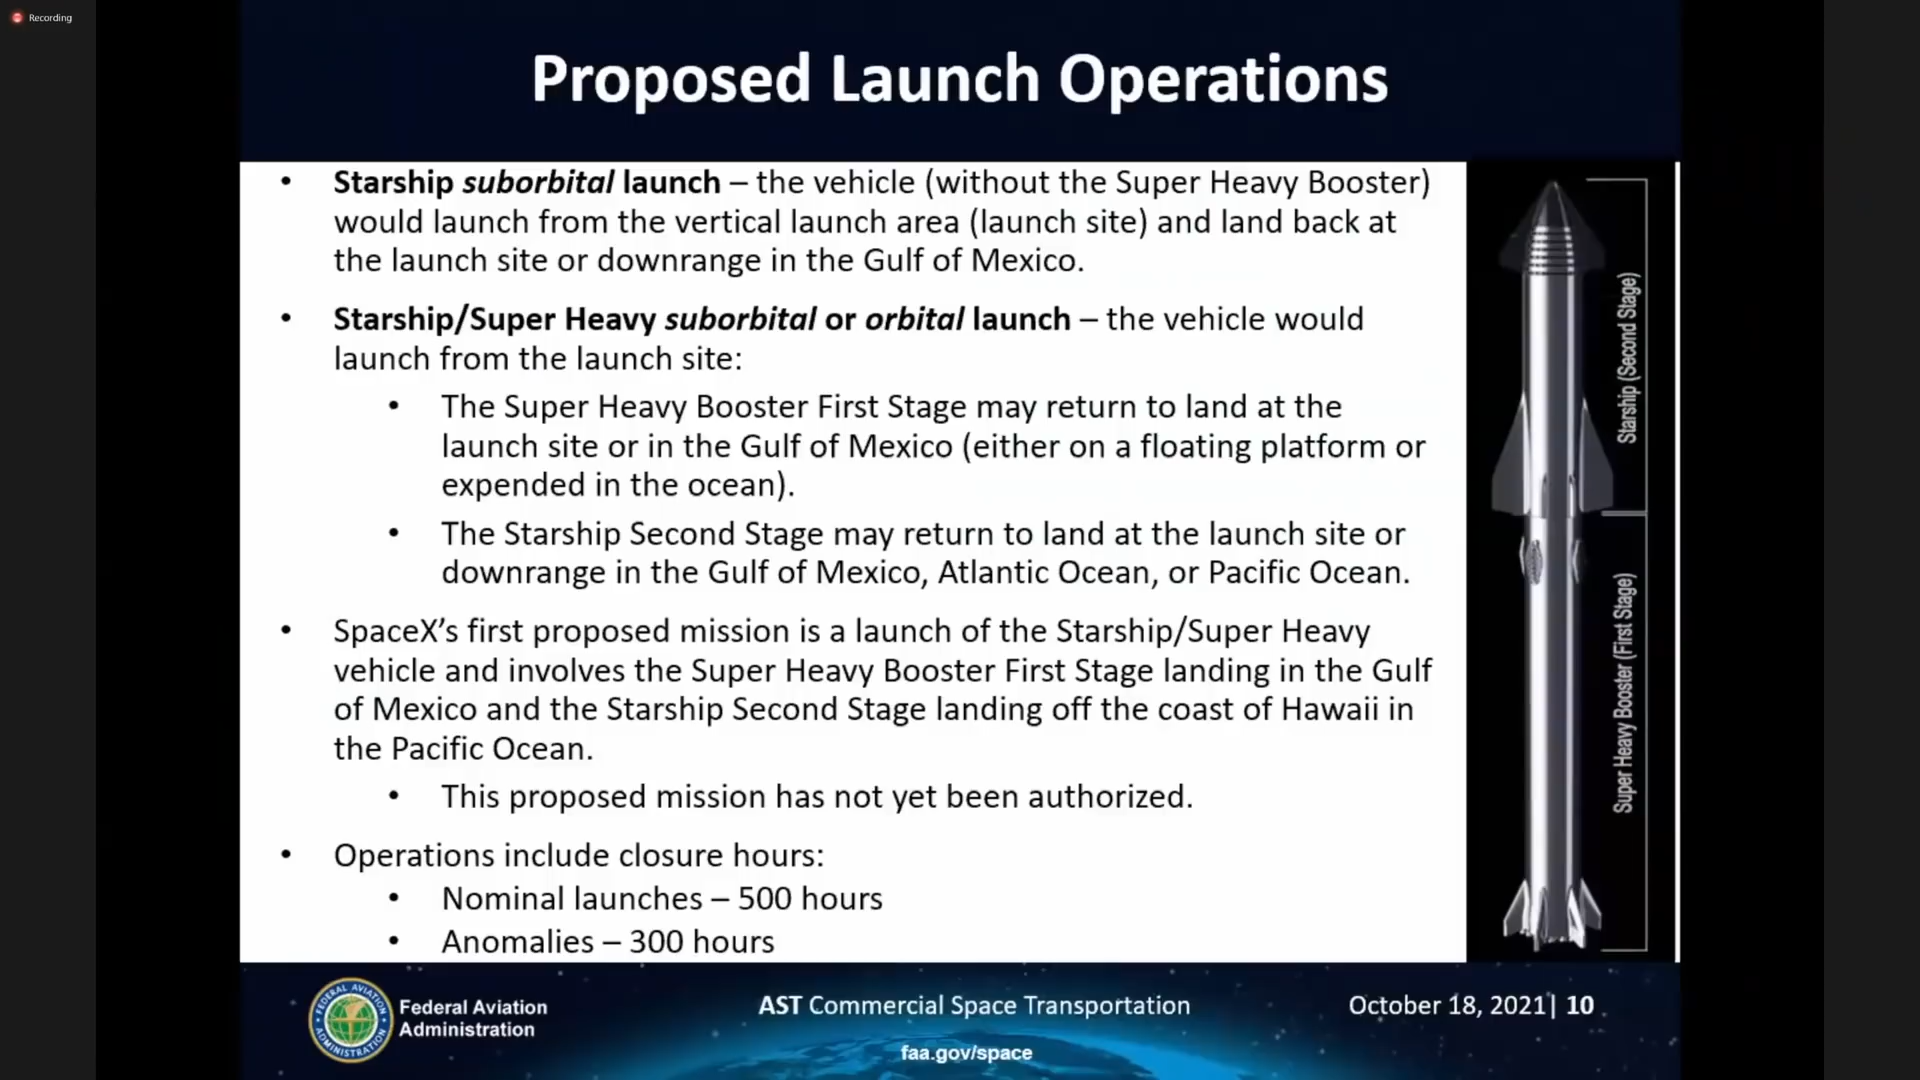 Recording
Proposed Launch Operations
• Starship suborbital launch – the vehicle (without the Super Heavy Booster)
would launch from the vertical launch area (launch site) and land back at
the launch site or downrange in the Gulf of Mexico.
• Starship/Super Heavy suborbital or orbital launch – the vehicle would
launch from the launch site:
• The Super Heavy Booster First Stage may return to land at the
launch site or in the Gulf of Mexico (either on a floating platform or
expended in the ocean).
• The Starship Second Stage may return to land at the launch site or
downrange in the Gulf of Mexico, Atlantic Ocean, or Pacific Ocean.
• SpaceX’s first proposed mission is a launch of the Starship/Super Heavy
vehicle and involves the Super Heavy Booster First Stage landing in the Gulf
of Mexico and the Starship Second Stage landing off the coast of Hawaii in
the Pacific Ocean.
• This proposed mission has not yet been authorized.
• Operations include closure hours:
• Nominal launches – 500 hours
• Anomalies – 300 hours
Starship (Second Stage)
Super Heavy Booster (First Stage)
FEDERAL AVIATION
ADMINISTRATION
Federal Aviation
Administration
AST Commercial Space Transportation
faa.gov/space
October 18, 2021| 10